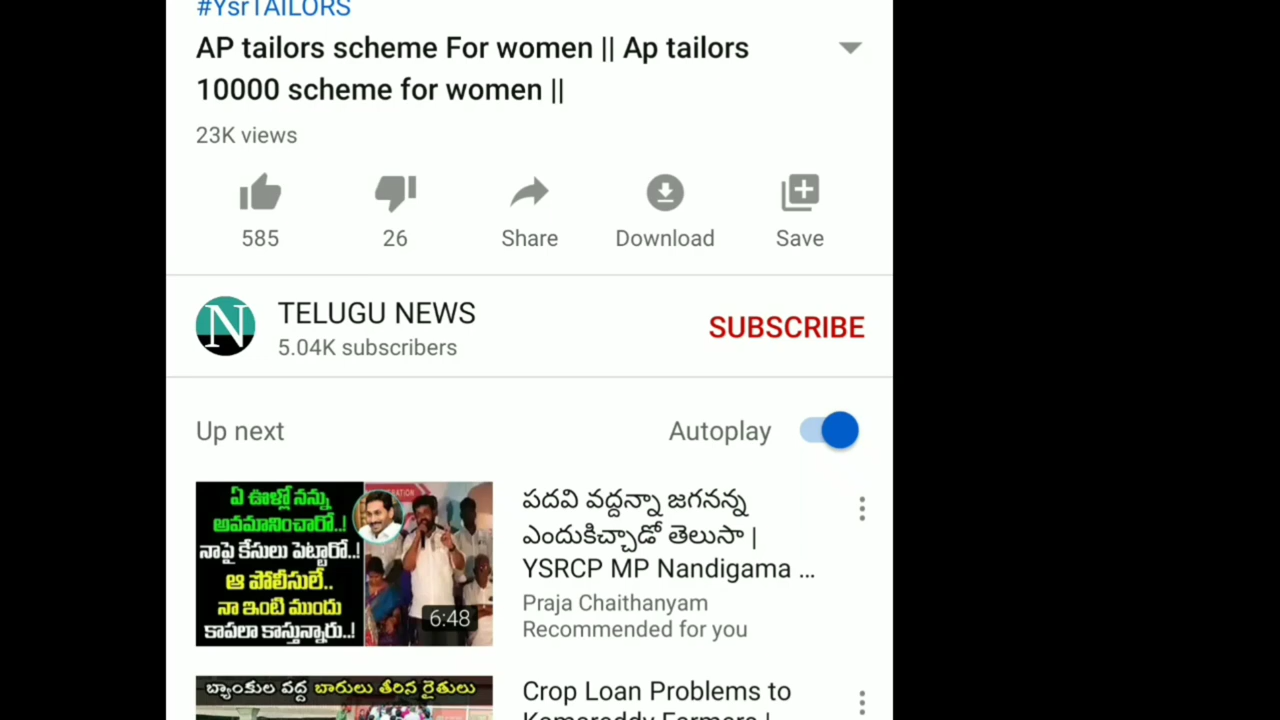 #YsrTAILORS
AP tailors scheme For women || Ap tailors
10000 scheme for women ||
23K views
585
26
Share
Download
Save
TELUGU NEWS
5.04K subscribers
SUBSCRIBE
Up next
Autoplay
ఏ ఊళ్లో నన్ను
అవమానించారో..!
నాపై కేసులు పెట్టారో..!
ఆ పోలీసులే..
నా ఇంటి ముందు
కాపలా కాస్తున్నారు..!
6:48
పదవి వద్దన్నా జగనన్న
ఎందుకిచ్చాడో తెలుసా |
YSRCP MP Nandigama ...
Praja Chaithanyam
Recommended for you
బ్యాంకుల వద్ద బారులు తీరిన రైతులు
Crop Loan Problems to
Kamareddy Farmers |